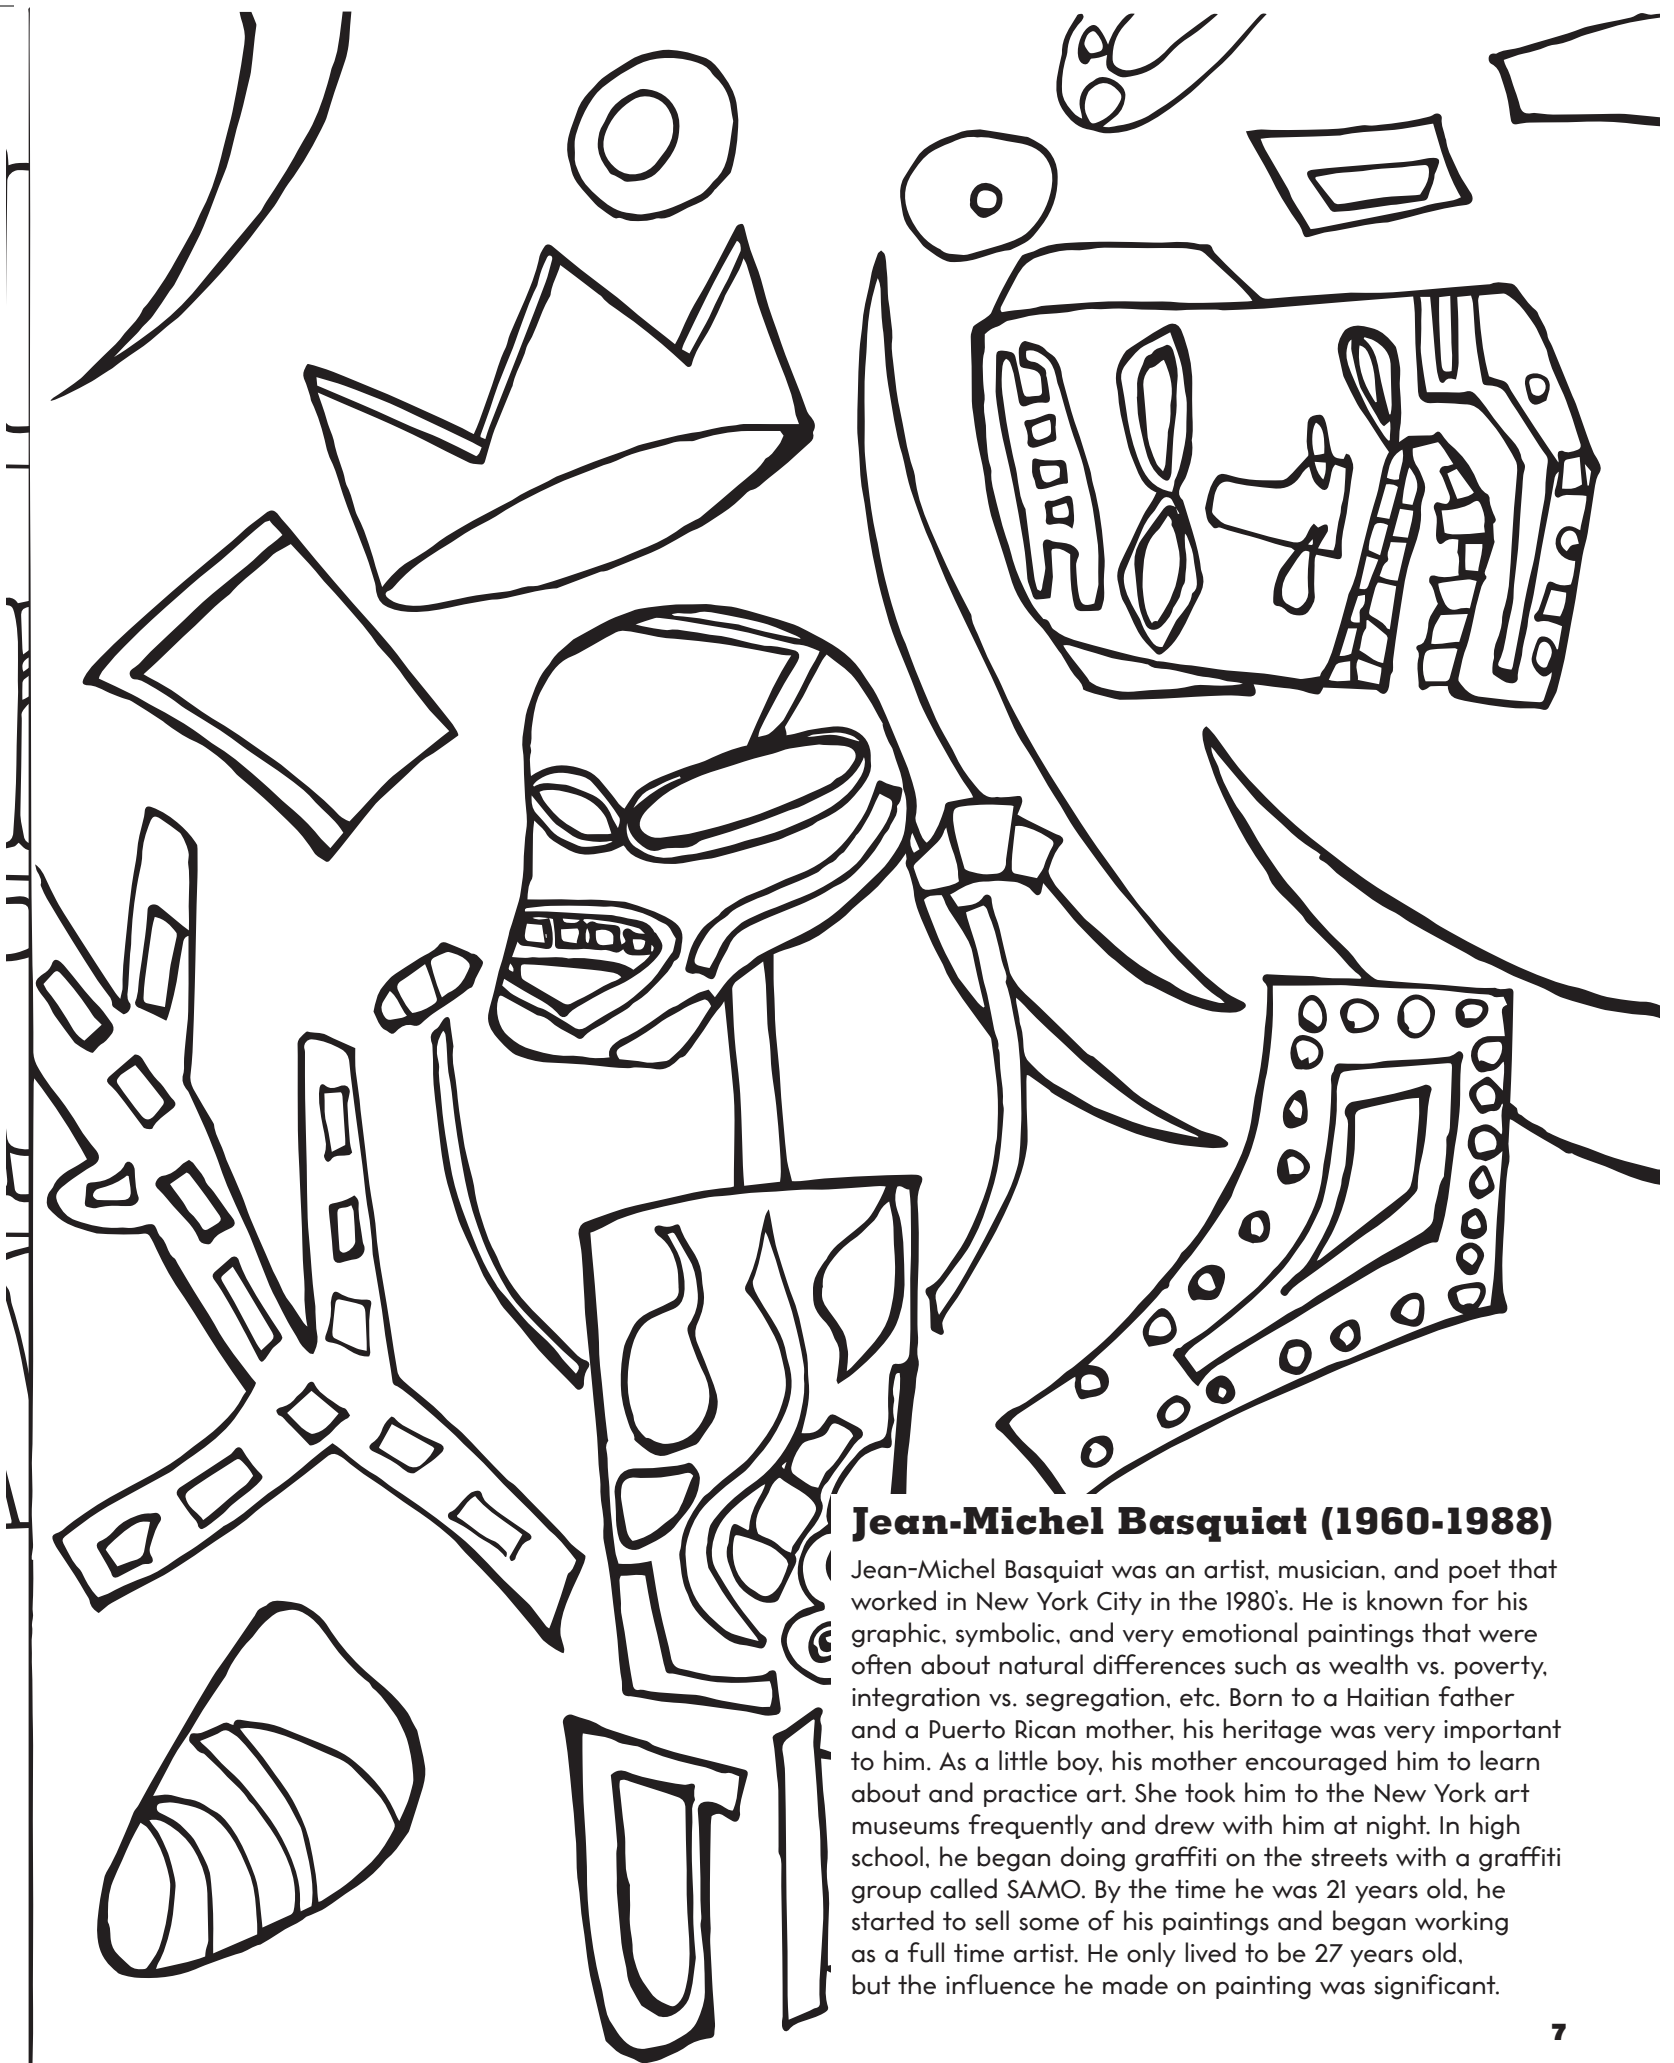 Jean-Michel Basquiat (1960-1988)
Jean-Michel Basquiat was an artist, musician, and poet that
worked in New York City in the 1980's. He is known for his
graphic, symbolic, and very emotional paintings that were
often about natural differences such as wealth vs. poverty,
integration vs. segregation, etc. Born to a Haitian father
and a Puerto Rican mother, his heritage was very important
to him. As a little boy, his mother encouraged him to learn
about and practice art. She took him to the New York art
museums frequently and drew with him at night. In high
school, he began doing graffiti on the streets with a graffiti
group called SAMO. By the time he was 21 years old, he
started to sell some of his paintings and began working
as a full time artist. He only lived to be 27 years old,
but the influence he made on painting was significant.
7